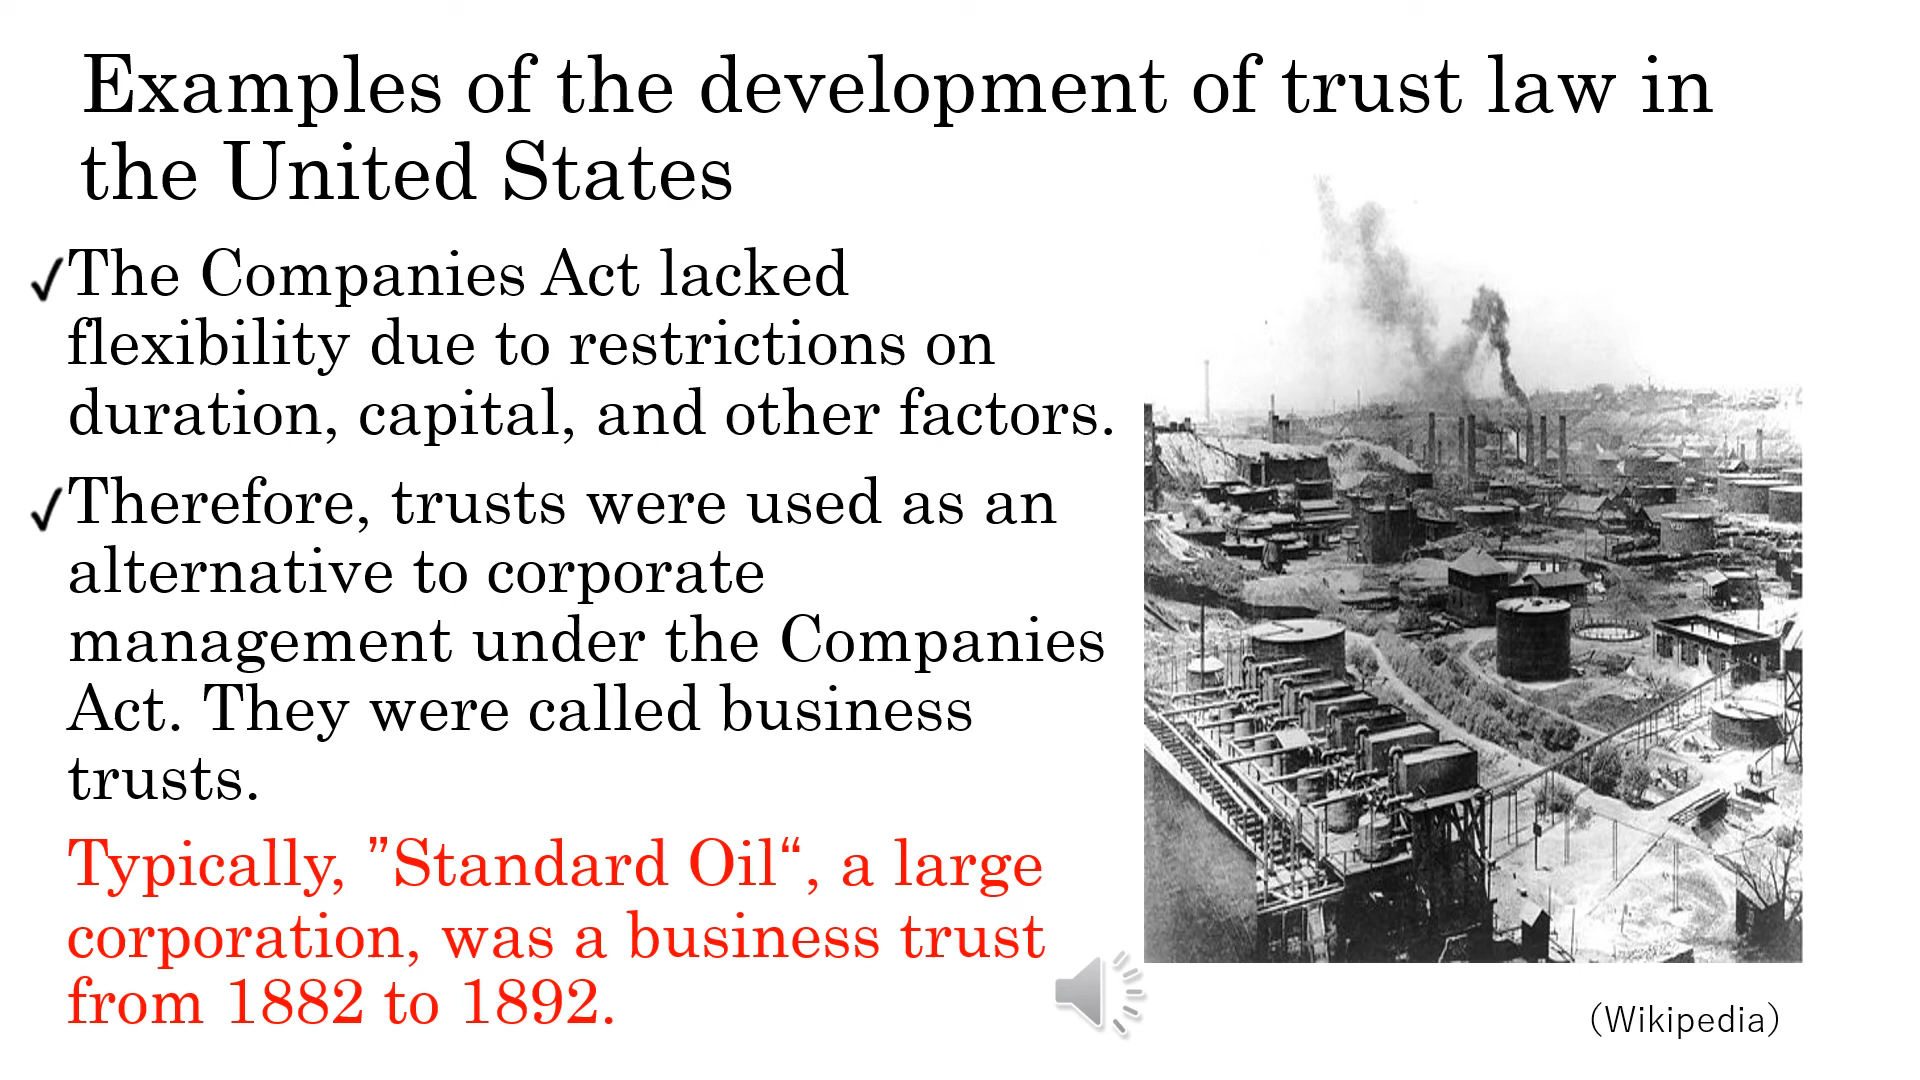 Examples of the development of trust law in
the United States
✓The Companies Act lacked
flexibility due to restrictions on
duration, capital, and other factors.
✓Therefore, trusts were used as an
alternative to corporate
management under the Companies
Act. They were called business
trusts.
Typically, ”Standard Oil“, a large
corporation, was a business trust
from 1882 to 1892.
(Wikipedia)